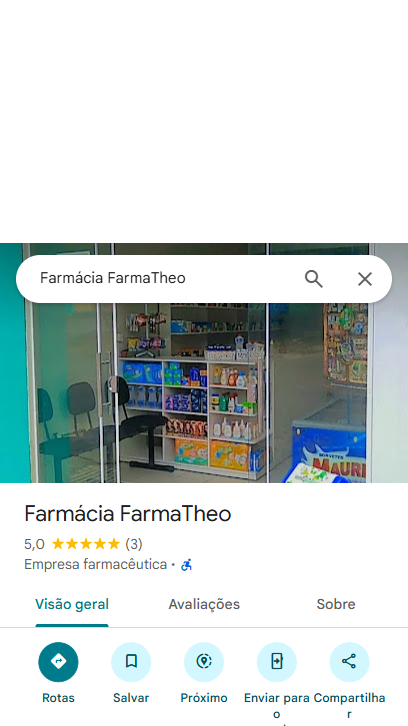 Farmácia FarmaTheo
SORVETES
MAURI
Farmácia FarmaTheo
5,0 (3)
Empresa farmacêutica •
Visão geral Avaliações Sobre
Rotas Salvar Próximo Enviar para o Compartilhar